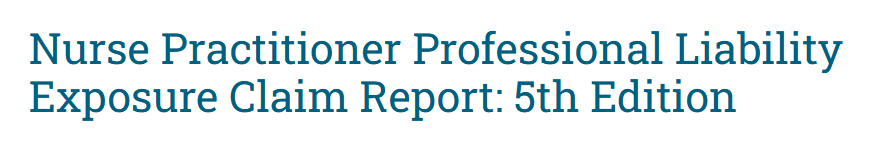 Nurse Practitioner Professional Liability
Exposure Claim Report: 5th Edition